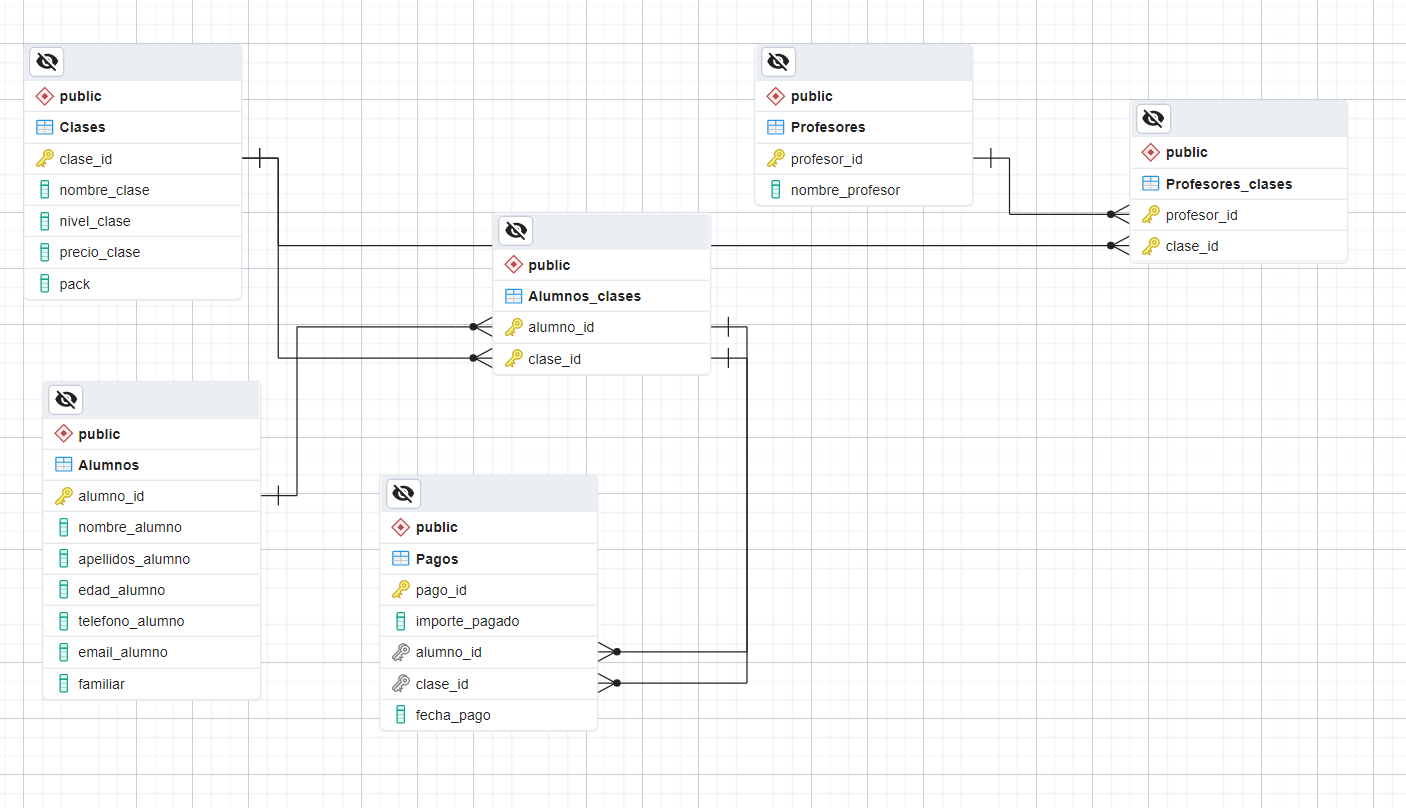 public
Clases
clase_id
nombre_clase
nivel_clase
precio_clase
pack
public
Profesores
profesor_id
nombre_profesor
public
Profesores_clases
profesor_id
clase_id
public
Alumnos_clases
alumno_id
clase_id
public
Alumnos
alumno_id
nombre_alumno
apellidos_alumno
edad_alumno
telefono_alumno
email_alumno
familiar
public
Pagos
pago_id
importe_pagado
alumno_id
clase_id
fecha_pago